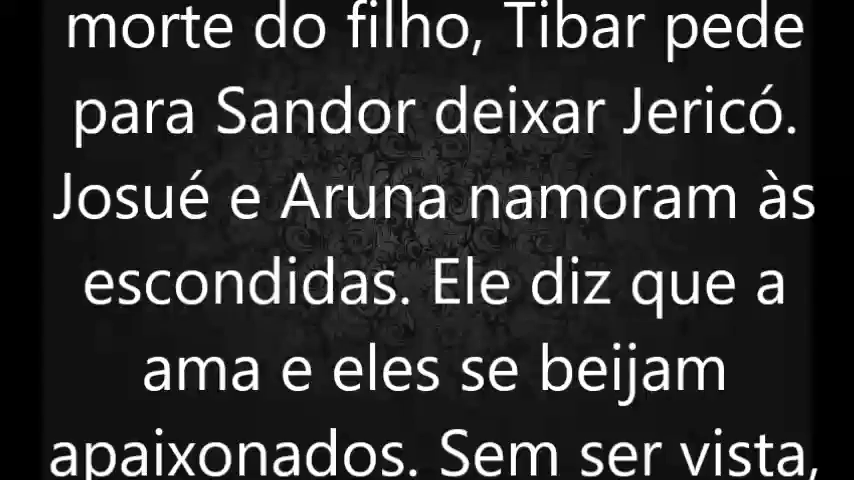 morte do filho, Tibar pede
para Sandor deixar Jericó.
Josué e Aruna namoram às
escondidas. Ele diz que a
ama e eles se beijam
apaixonados. Sem ser vista,